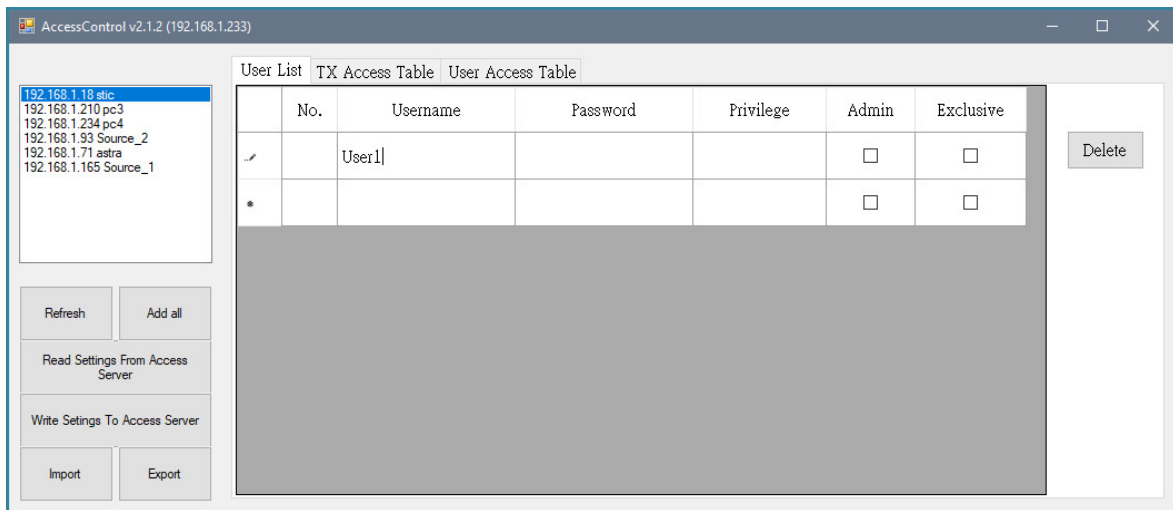 AccessControl v2.1.2 (192.168.1.233)
User List TX Access Table User Access Table
192.168.1.18 stic
192.168.1.210 pc3
192.168.1.234 pc4
192.168.1.93 Source_2
192.168.1.71 astra
192.168.1.165 Source_1
No. Username Password Privilege Admin Exclusive
User1
Delete
Refresh Add all
Read Settings From Access
Server
Write Setings To Access Server
Import Export